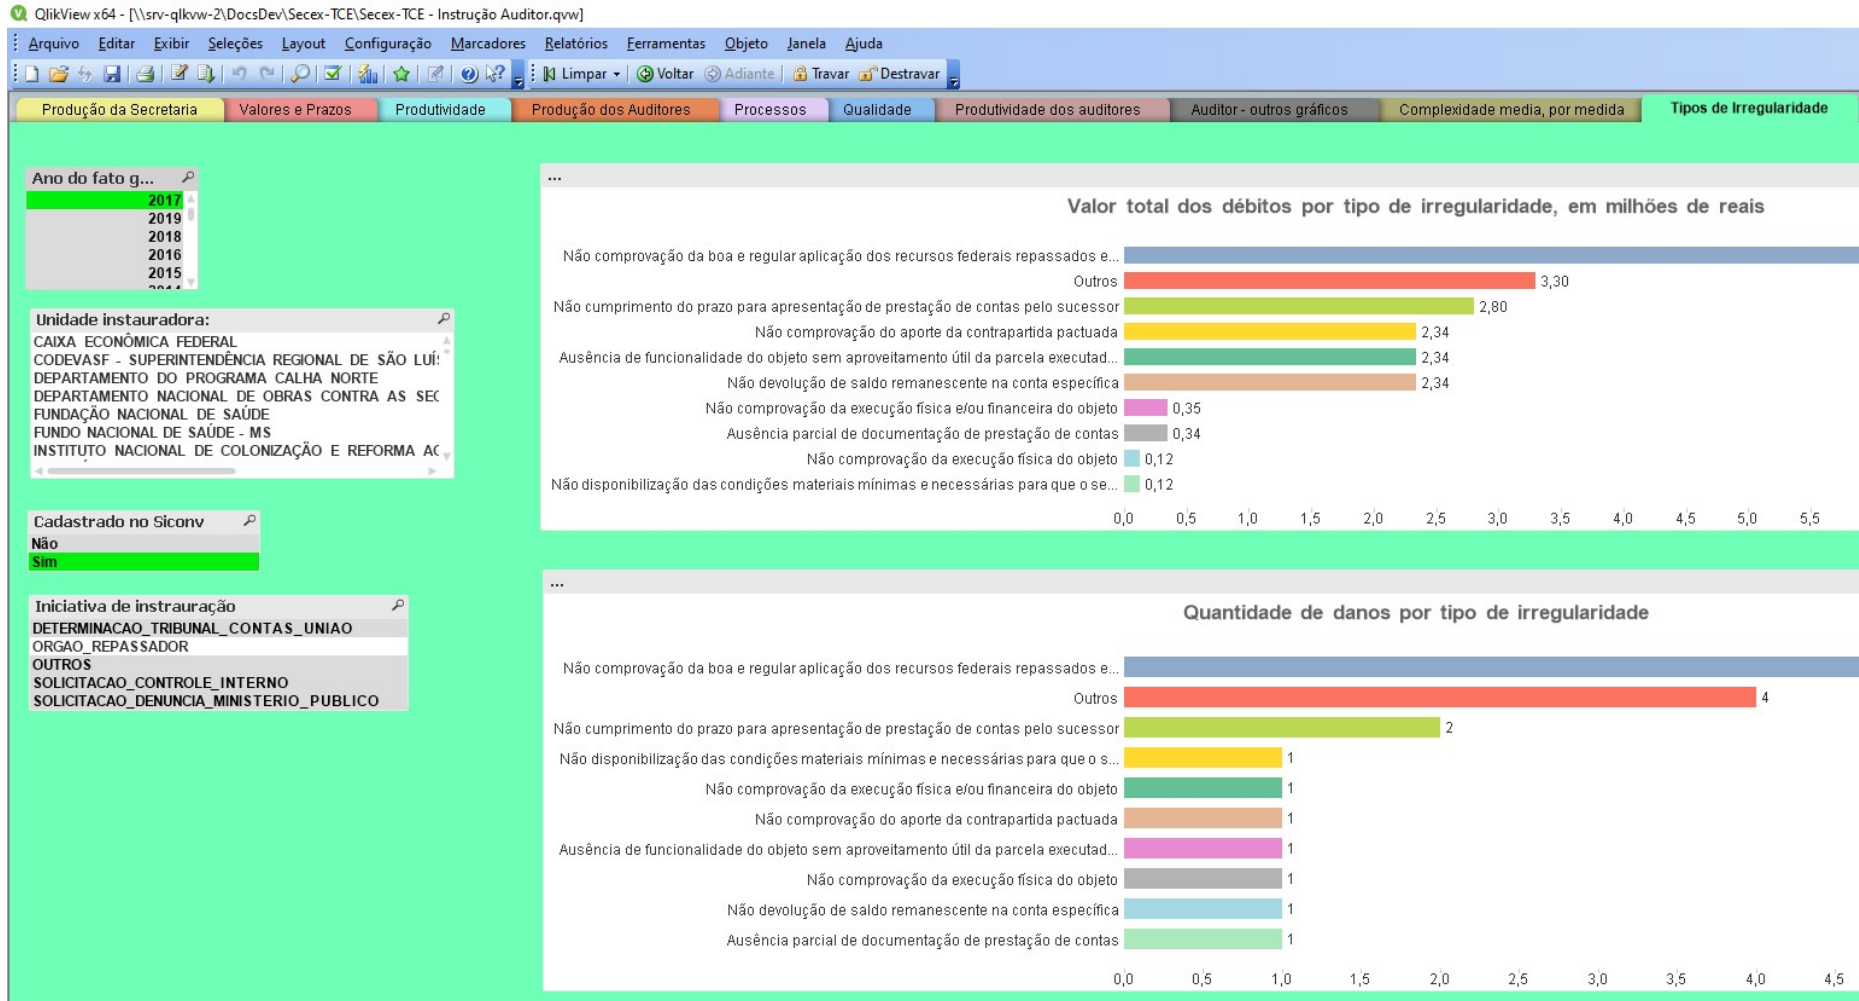 QlikView x64 - [\\srv-qlkvw-2\DocsDev\Secex-TCE\Secex-TCE - Instrução Auditor.qvw]
Arquivo Editar Exibir Seleções Layout Configuração Marcadores Relatórios Ferramentas Objeto Janela Ajuda
Limpar Voltar Adiante Travar Destravar
Produção da Secretaria Valores e Prazos Produtividade Produção dos Auditores Processos Qualidade Produtividade dos auditores Auditor - outros gráficos Complexidade media, por medida Tipos de Irregularidade
Ano do fato g...
2017
2019
2018
2016
2015
2014
Unidade instauradora:
CAIXA ECONÔMICA FEDERAL
CODEVASF - SUPERINTENDÊNCIA REGIONAL DE SÃO LUÍ
DEPARTAMENTO DO PROGRAMA CALHA NORTE
DEPARTAMENTO NACIONAL DE OBRAS CONTRA AS SEC
FUNDAÇÃO NACIONAL DE SAÚDE
FUNDO NACIONAL DE SAÚDE - MS
INSTITUTO NACIONAL DE COLONIZAÇÃO E REFORMA AG
Cadastrado no Siconv
Não
Sim
Iniciativa de instrauração
DETERMINACAO_TRIBUNAL_CONTAS_UNIAO
ORGAO_REPASSADOR
OUTROS
SOLICITACAO_CONTROLE_INTERNO
SOLICITACAO_DENUNCIA_MINISTERIO_PUBLICO
...
Valor total dos débitos por tipo de irregularidade, em milhões de reais
Não comprovação da boa e regular aplicação dos recursos federais repassados e...
Outros 3,30
Não cumprimento do prazo para apresentação de prestação de contas pelo sucessor 2,80
Não comprovação do aporte da contrapartida pactuada 2,34
Ausência de funcionalidade do objeto sem aproveitamento útil da parcela executad... 2,34
Não devolução de saldo remanescente na conta específica 2,34
Não comprovação da execução física e/ou financeira do objeto 0,35
Ausência parcial de documentação de prestação de contas 0,34
Não comprovação da execução física do objeto 0,12
Não disponibilização das condições materiais mínimas e necessárias para que o se... 0,12
0,0 0,5 1,0 1,5 2,0 2,5 3,0 3,5 4,0 4,5 5,0 5,5
...
Quantidade de danos por tipo de irregularidade
Não comprovação da boa e regular aplicação dos recursos federais repassados e...
Outros 4
Não cumprimento do prazo para apresentação de prestação de contas pelo sucessor 2
Não disponibilização das condições materiais mínimas e necessárias para que o s... 1
Não comprovação da execução física e/ou financeira do objeto 1
Não comprovação do aporte da contrapartida pactuada 1
Ausência de funcionalidade do objeto sem aproveitamento útil da parcela executad... 1
Não comprovação da execução física do objeto 1
Não devolução de saldo remanescente na conta específica 1
Ausência parcial de documentação de prestação de contas 1
0,0 0,5 1,0 1,5 2,0 2,5 3,0 3,5 4,0 4,5